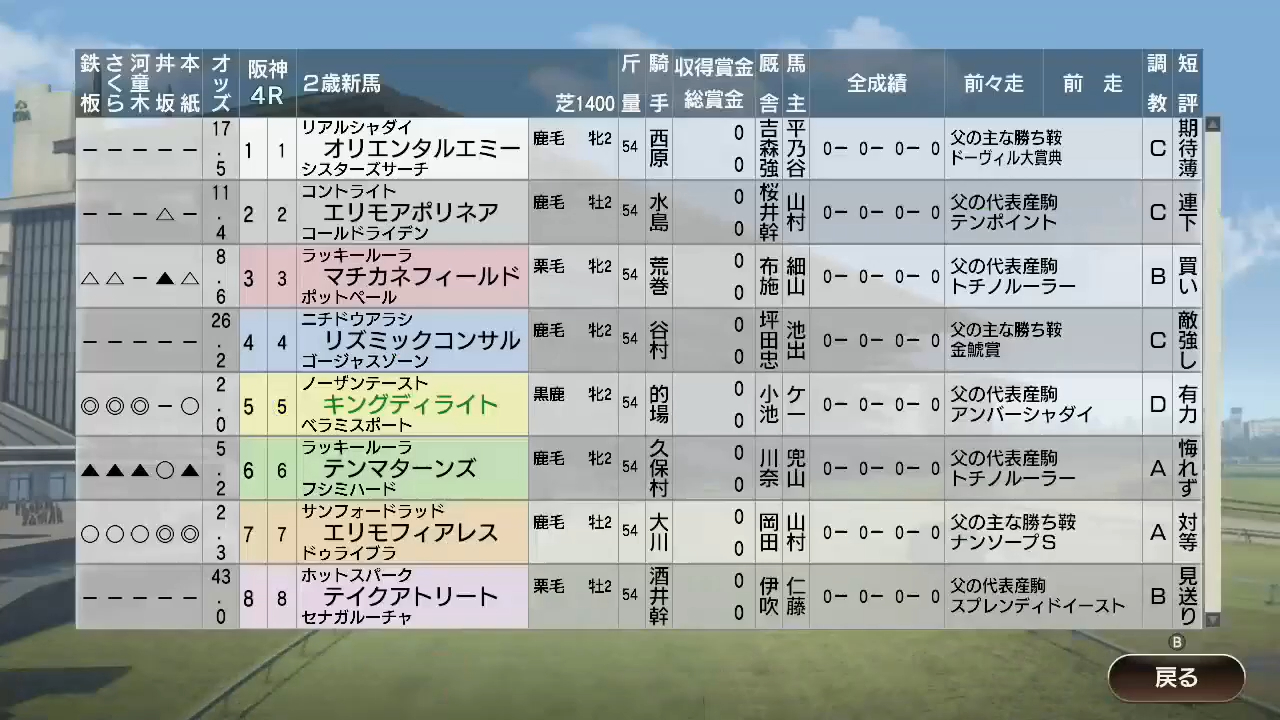 鉄板 さくら 河童木 井坂 本紙 オッズ 阪神 4R 2歳新馬 芝1400 斤量 騎手 収得賞金 総賞金 厩舎 馬主 全成績 前々走 前 走 調教 短評
－ － － － － 17.5 1 1 リアルシャダイ
オリエンタルエミー 鹿毛 牝2 54 西原 0 0 吉森強 平乃谷 0－ 0－ 0－ 0 父の主な勝ち鞍 C 期待薄
システーズサーチ ドーヴィル大賞典
－ － － △ － 11.4 2 2 コントライト
エリモアポリネア 鹿毛 牡2 54 水島 0 0 桜井幹 山村 0－ 0－ 0－ 0 父の代表産駒 C 連下
コールドライデン テンポイント
△ △ － ▲ △ 8.6 3 3 ラッキールーラ
マチカネフィールド 栗毛 牡2 54 荒巻 0 0 布施 細山 0－ 0－ 0－ 0 父の代表産駒 B 買い
ポットベール トチノルーラー
－ － － － － 26.2 4 4 ニチドウアラシ
リズミックコンサル 鹿毛 牝2 54 谷村 0 0 坪田忠 池出 0－ 0－ 0－ 0 父の主な勝ち鞍 C 敵強し
ゴージャスゾーン 金鯱賞
◎ ◎ ◎ － ○ 2.0 5 5 ノーザンテースト
キングディライト 黒鹿 牝2 54 的場 0 0 小池 ケー 0－ 0－ 0－ 0 父の代表産駒 D 有力
ベラミスポート アンバーシャダイ
▲ ▲ ▲ ○ ▲ 5.2 6 6 ラッキールーラ
テンマターンズ 鹿毛 牝2 54 久保村 0 0 川奈 兜山 0－ 0－ 0－ 0 父の代表産駒 A 悔れず
フシミハード トチノルーラー
○ ○ ○ ◎ ◎ 2.3 7 7 サンフォードラッド
エリモフィアレス 鹿毛 牡2 54 大川 0 0 岡田 山村 0－ 0－ 0－ 0 父の主な勝ち鞍 A 対等
ドゥライブラ ナンソープS
－ － － － － 43.0 8 8 ホットスパーク
テイクアトリート 栗毛 牡2 54 酒井幹 0 0 伊吹 仁藤 0－ 0－ 0－ 0 父の代表産駒 B 見送り
セナガルーチャ スプレンディドイースト
B
戻る